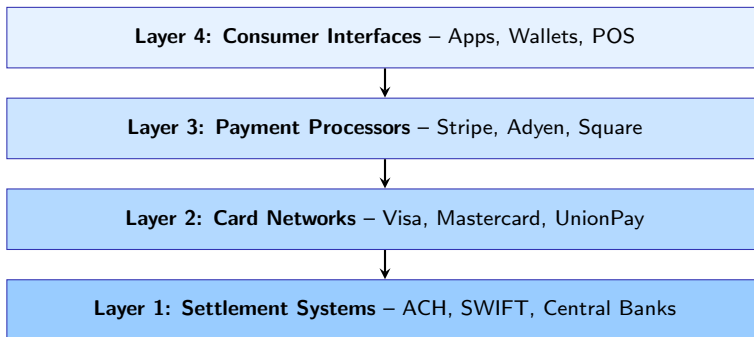 Layer 4: Consumer Interfaces – Apps, Wallets, POS
Layer 3: Payment Processors – Stripe, Adyen, Square
Layer 2: Card Networks – Visa, Mastercard, UnionPay
Layer 1: Settlement Systems – ACH, SWIFT, Central Banks